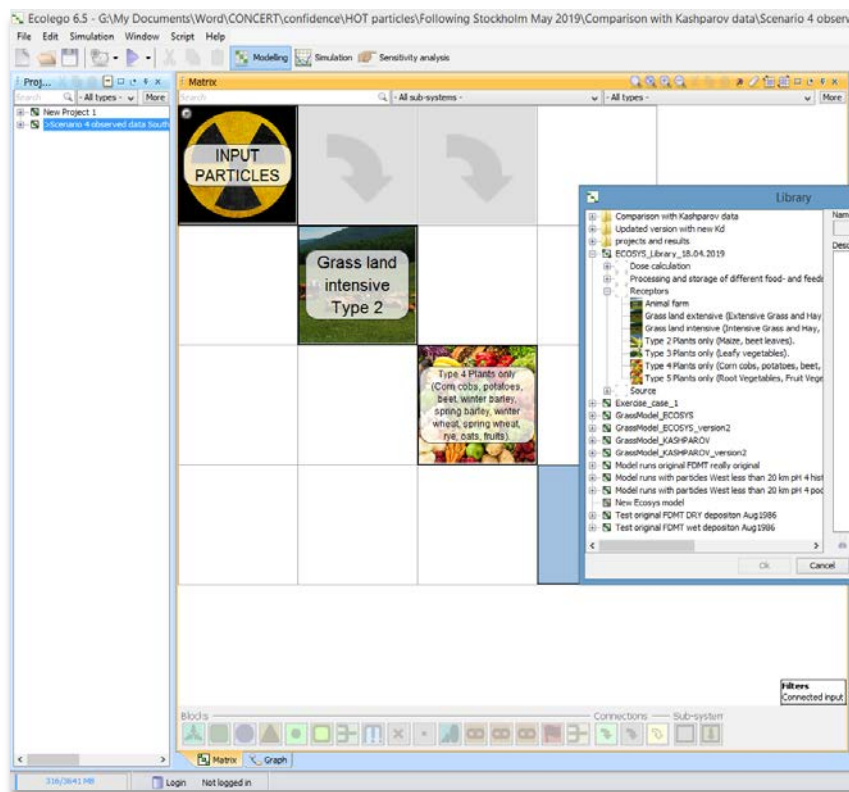 Ecolego 6.5 - G:\My Documents\Word\CONCERT\confidence\HOT particles\Following Stockholm May 2019\Comparison with Kashparov data\Scenario 4 obser
File Edit Simulation Window Script Help
Modelling Simulation Sensitivity analysis
Proj...
Search - All types - More
New Project 1
>Scenario 4 observed data South
Matrix
Search - All sub-systems - - All types - More
INPUT
PARTICLES
Grass land
intensive
Type 2
Type 4 Plants only
(Corn cobs, potatoes,
beet, winter barley,
spring barley, winter
wheat, spring wheat,
rye, oats, fruits).
Library
Comparison with Kashparov data
Updated version with new Kd
projects and results
ECOSYS_Library_18.04.2019
Dose calculation
Processing and storage of different food- and feeds
Receptors
Animal farm
Grass land extensive (Extensive Grass and Hay
Grass land intensive (Intensive Grass and Hay,
Type 2 Plants only (Maize, beet leaves).
Type 3 Plants only (Leafy vegetables).
Type 4 Plants only (Corn cobs, potatoes, beet,
Type 5 Plants only (Root Vegetables, Fruit Vege
Source
Exercise_case_1
GrassModel_ECOSYS
GrassModel_ECOSYS_version2
GrassModel_KASHPAROV
GrassModel_KASHPAROV_version2
Model runs original FDMT really original
Model runs with particles West less than 20 km pH 4 hist
Model runs with particles West less than 20 km pH 4 pod
New Ecosys model
Test original FDMT DRY depositon Aug1986
Test original FDMT wet depositon Aug1986
Nam
Desc
Ok Cancel
Filters
Connected input
Blocks Connections Sub-system
Matrix Graph
316/3641 MB Login Not logged in